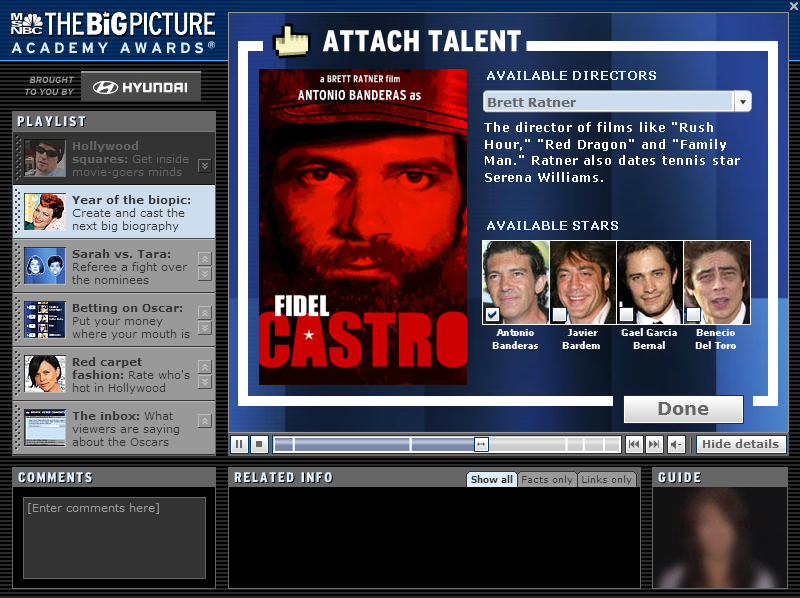 MSNBC THE BIG PICTURE
ACADEMY AWARDS®
BROUGHT
TO YOU BY
HYUNDAI
PLAYLIST
Hollywood
squares: Get inside
movie-goers minds
Year of the biopic:
Create and cast the
next big biography
Sarah vs. Tara:
Referee a fight over
the nominees
Betting on Oscar:
Put your money
where your mouth is
Red carpet
fashion: Rate who's
hot in Hollywood
The inbox: What
viewers are saying
about the Oscars
ATTACH TALENT
a BRETT RATNER film
ANTONIO BANDERAS as
FIDEL
CASTRO
AVAILABLE DIRECTORS
Brett Ratner
The director of films like "Rush
Hour," "Red Dragon" and "Family
Man." Ratner also dates tennis star
Serena Williams.
AVAILABLE STARS
Antonio
Banderas
Javier
Bardem
Gael Garcia
Bernal
Benecio
Del Toro
Done
Hide details
COMMENTS
[Enter comments here]
RELATED INFO
Show all
Facts only
Links only
GUIDE